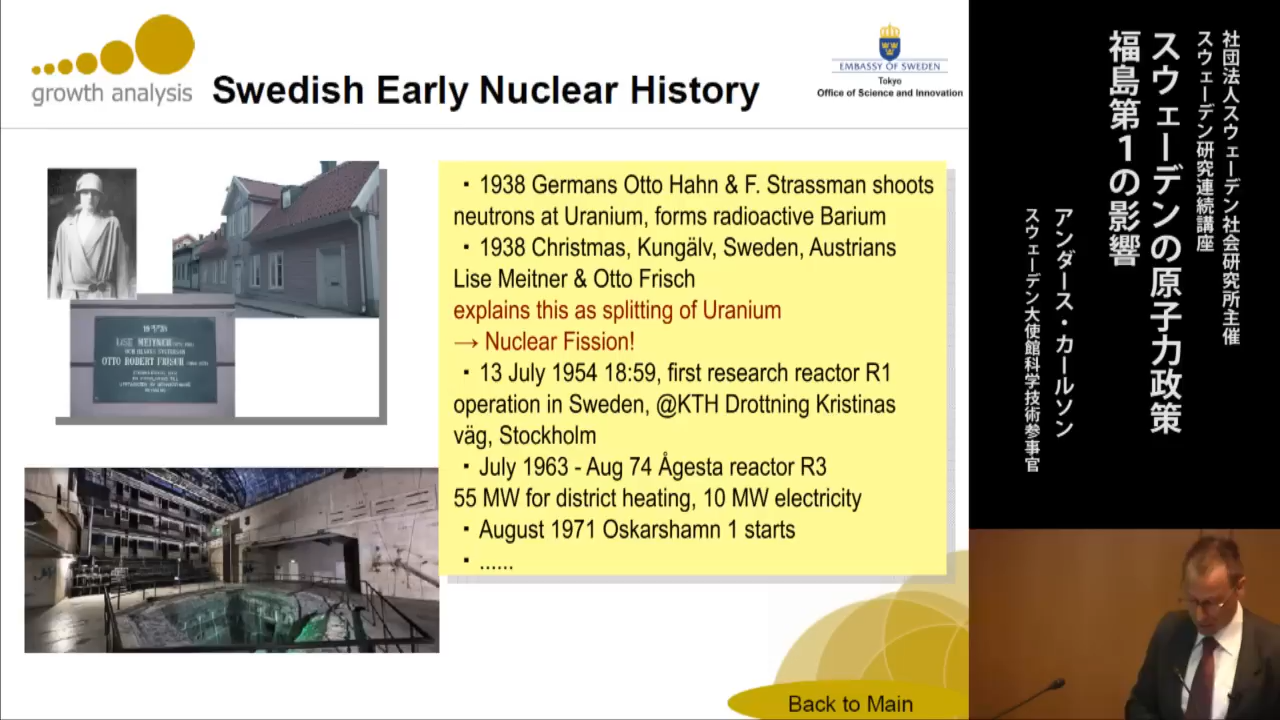 growth analysis
Swedish Early Nuclear History
EMBASSY OF SWEDEN
Tokyo
Office of Science and Innovation
LISE MEITNER
OTTO ROBERT FRISCH
· 1938 Germans Otto Hahn & F. Strassman shoots
neutrons at Uranium, forms radioactive Barium
· 1938 Christmas, Kungälv, Sweden, Austrians
Lise Meitner & Otto Frisch
explains this as splitting of Uranium
→ Nuclear Fission!
· 13 July 1954 18:59, first research reactor R1
operation in Sweden, @KTH Drottning Kristinas
väg, Stockholm
· July 1963 - Aug 74 Ågesta reactor R3
55 MW for district heating, 10 MW electricity
· August 1971 Oskarshamn 1 starts
· ......
Back to Main
社団法人スウェーデン社会研究所主催
スウェーデン研究連続講座
スウェーデンの原子力政策
福島第1の影響
アンダース・カールソン
スウェーデン大使館科学技術参事官